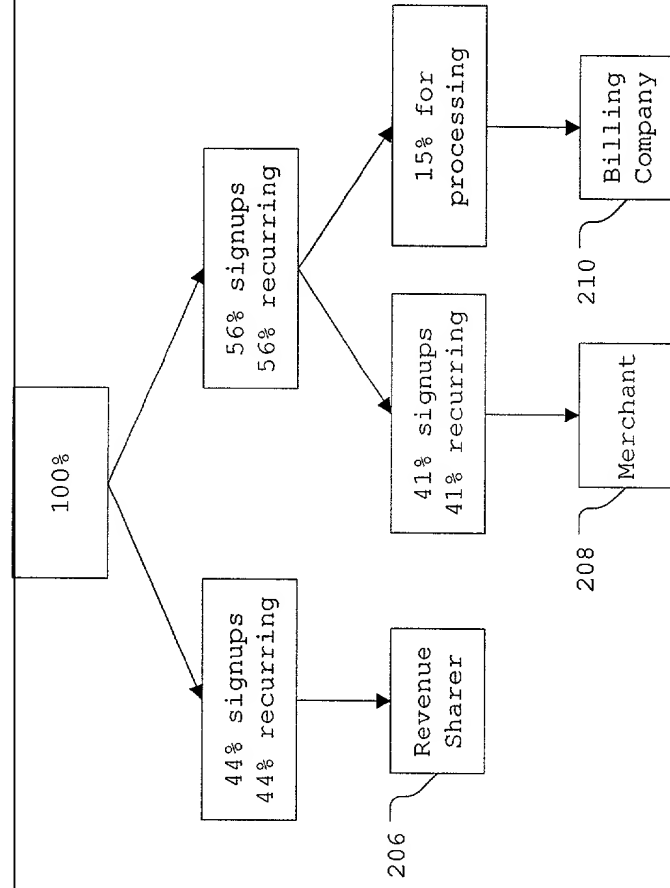 100%
44% signups
44% recurring
56% signups
56% recurring
Revenue
Sharer
206
41% signups
41% recurring
15% for
processing
Merchant
208
Billing
Company
210